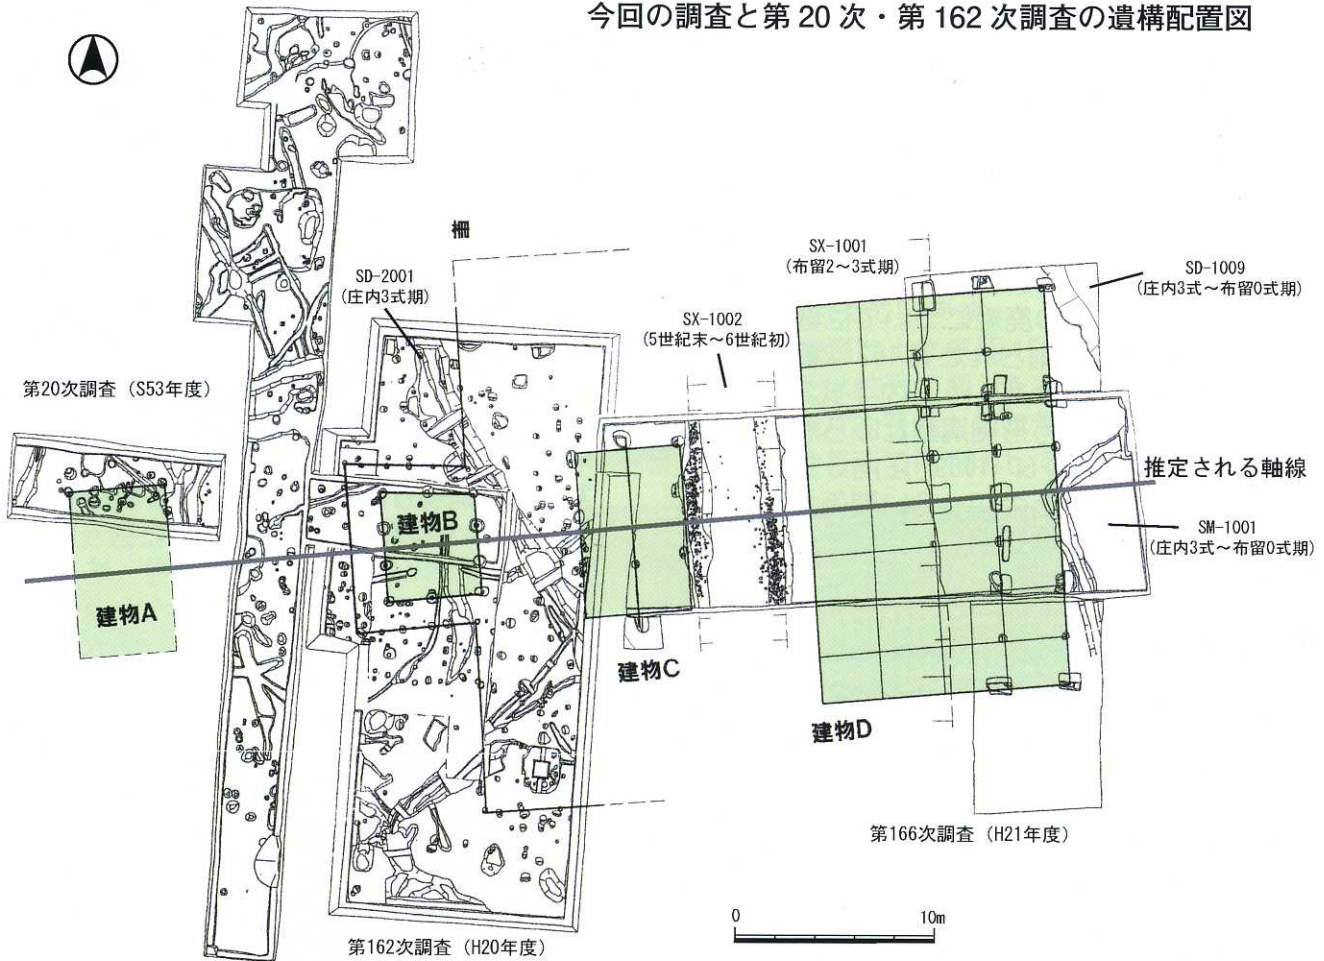 今回の調査と第20次・第162次調査の遺構配置図
SX-1001
(布留2～3式期)
SD-1009
(庄内3式～布留0式期)
SD-2001
(庄内3式期)
SX-1002
(5世紀末～6世紀初)
第20次調査（S53年度）
推定される軸線
建物B
SM-1001
(庄内3式～布留0式期)
建物A
建物C
建物D
第166次調査（H21年度）
0
10m
第162次調査（H20年度）